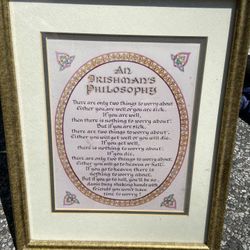 An
Irishman's
Philosophy
There are only two things to worry about
Either you are well or you are sick.
If you are well,
Then there is nothing to worry about.
But if you are sick,
There are two things to worry about.
Either you will get well or you will die.
If you get well,
there is nothing to worry about.
If you die,
there are only two things to worry about
Either you will go to heaven or hell.
If you go to heaven, there is
nothing to worry about.
But if you go to hell, you'll be so
busy shaking hands with
friends you won't have
time to worry!